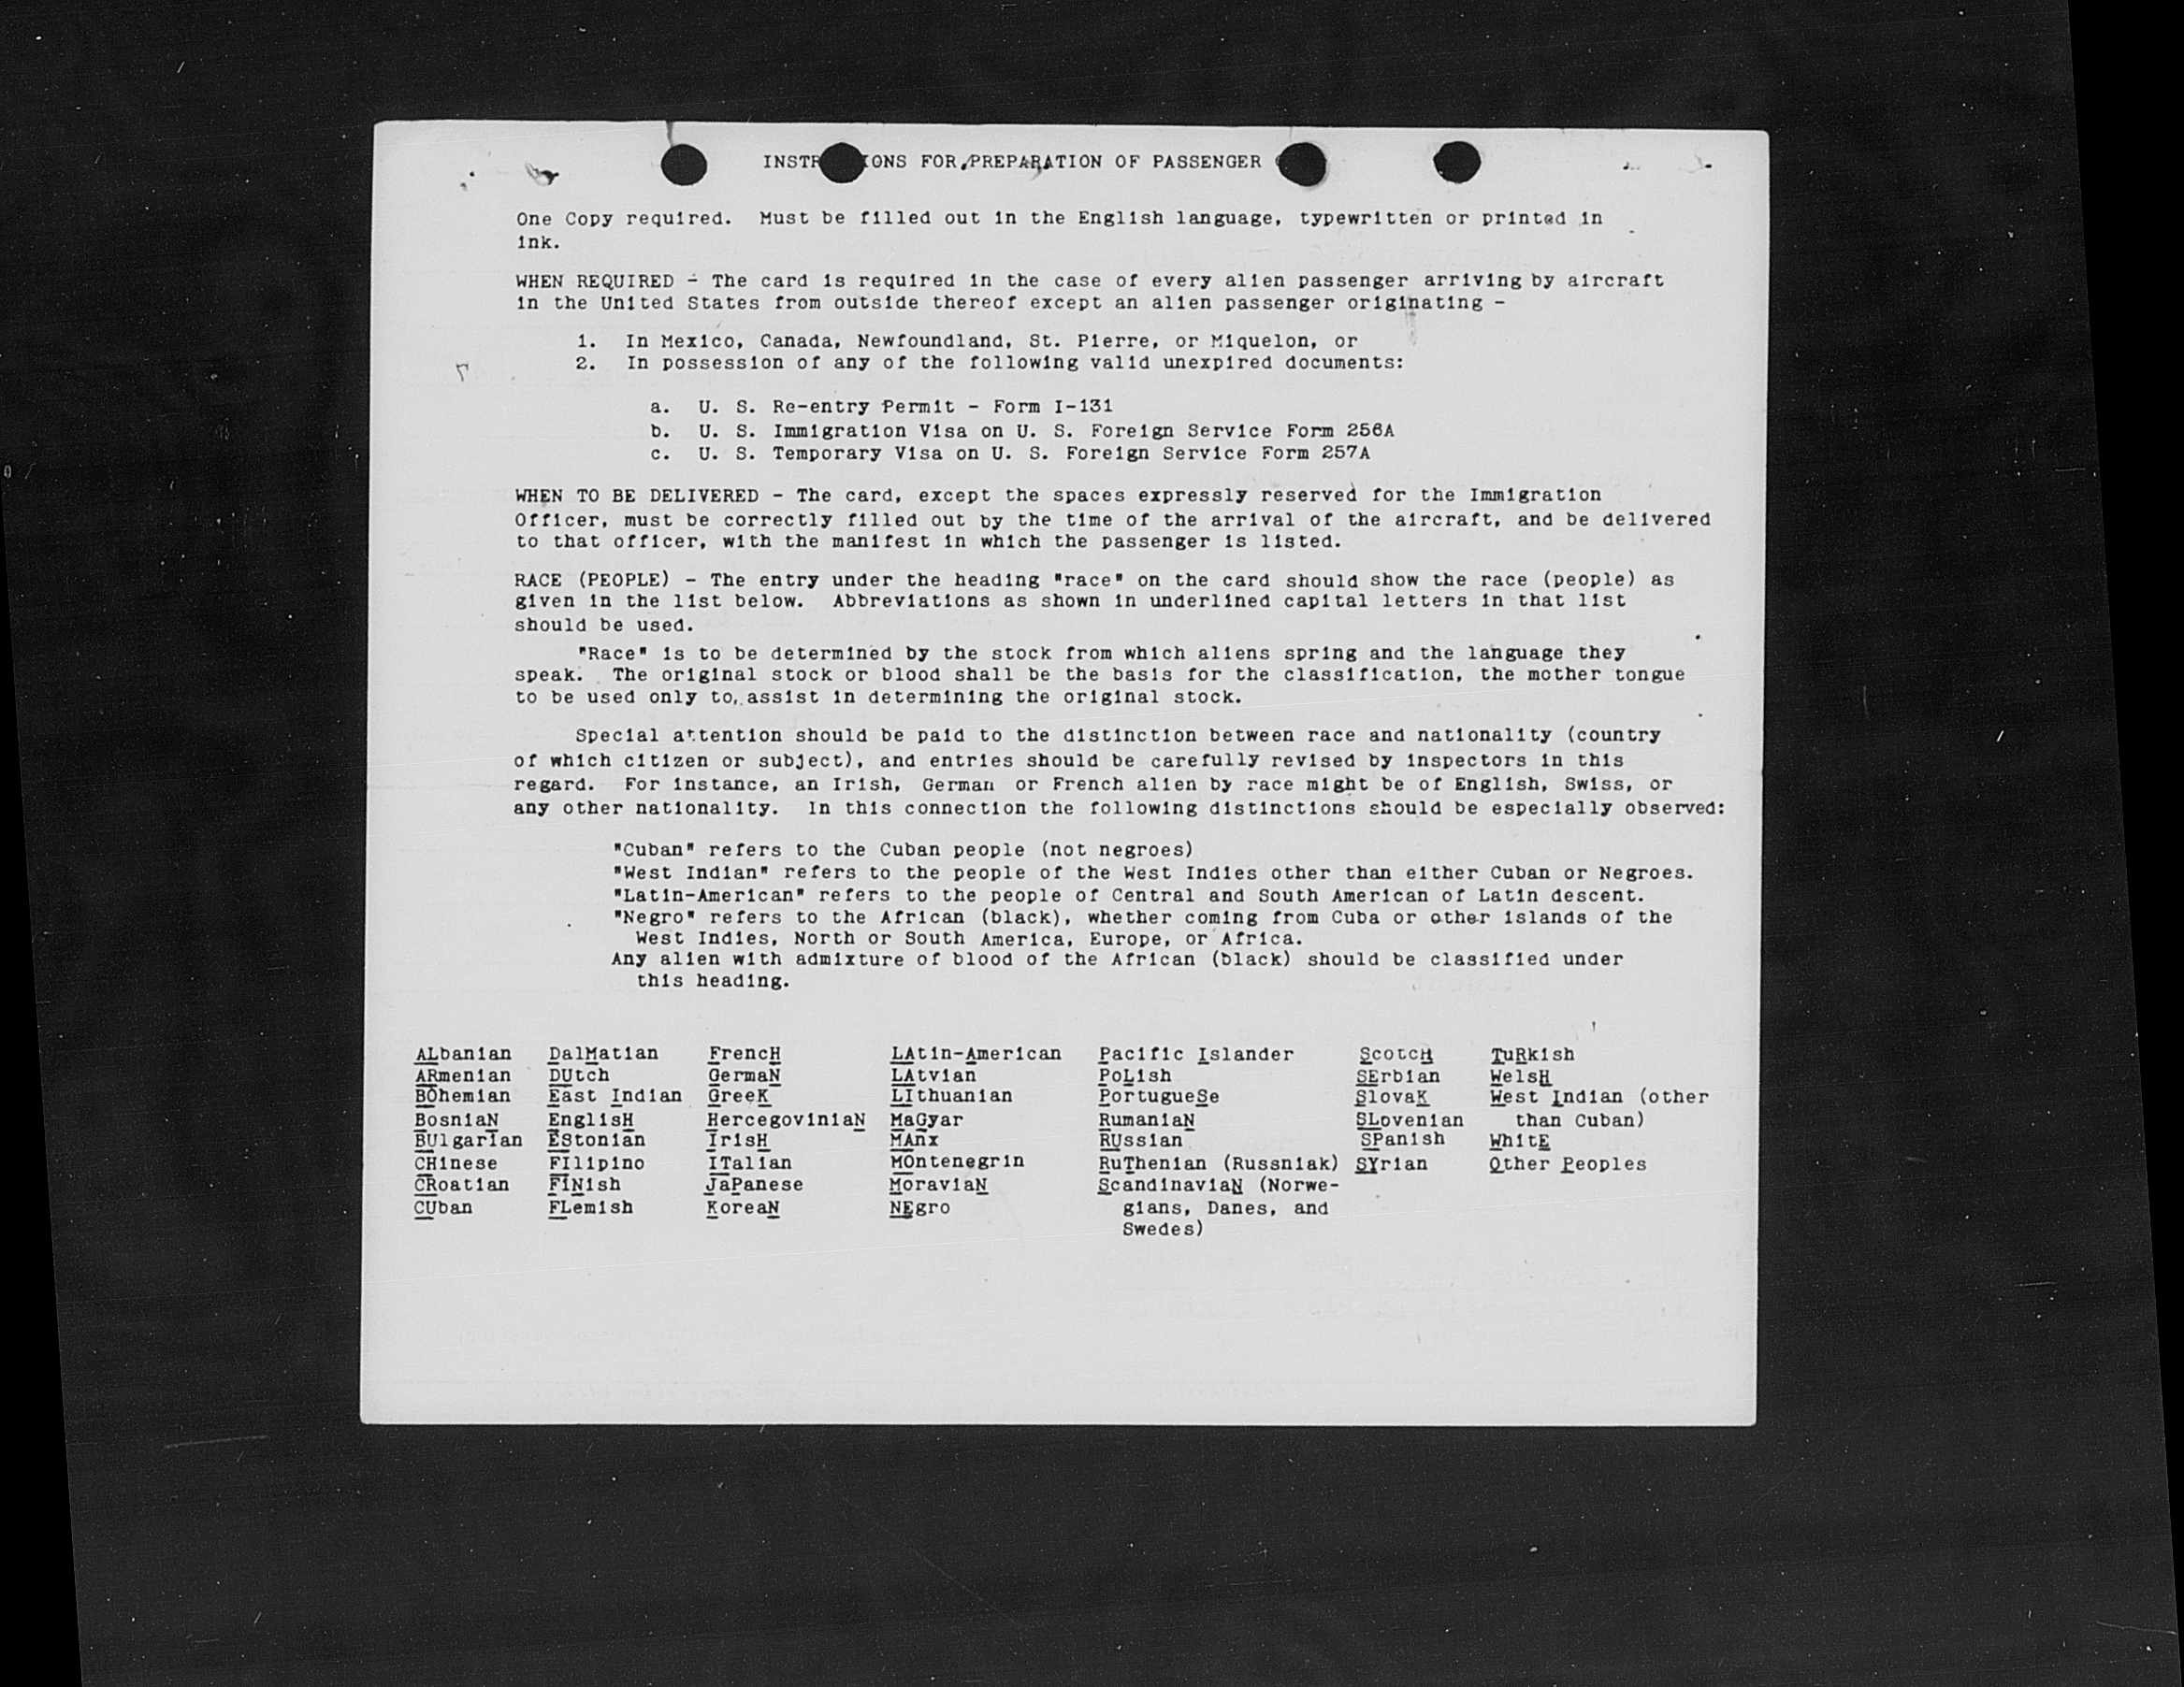 INSTR IONS FOR PREPARATION OF PASSENGER
One Copy required. Must be filled out in the English language, typewritten or printed in
ink.
WHEN REQUIRED - The card is required in the case of every alien passenger arriving by aircraft
in the United States from outside thereof except an alien passenger originating -
1. In Mexico, Canada, Newfoundland, St. Pierre, or Miquelon, or
2. In possession of any of the following valid unexpired documents:
a. U. S. Re-entry Permit - Form I-131
b. U. S. Immigration Visa on U. S. Foreign Service Form 256A
c. U. S. Temporary Visa on U. S. Foreign Service Form 257A
WHEN TO BE DELIVERED - The card, except the spaces expressly reserved for the Immigration
Officer, must be correctly filled out by the time of the arrival of the aircraft, and be delivered
to that officer, with the manifest in which the passenger is listed.
RACE (PEOPLE) - The entry under the heading "race" on the card should show the race (people) as
given in the list below. Abbreviations as shown in underlined capital letters in that list
should be used.
"Race" is to be determined by the stock from which aliens spring and the language they
speak. The original stock or blood shall be the basis for the classification, the mother tongue
to be used only to, assist in determining the original stock.
Special attention should be paid to the distinction between race and nationality (country
of which citizen or subject), and entries should be carefully revised by inspectors in this
regard. For instance, an Irish, German or French alien by race might be of English, Swiss, or
any other nationality. In this connection the following distinctions should be especially observed:
"Cuban" refers to the Cuban people (not negroes)
"West Indian" refers to the people of the West Indies other than either Cuban or Negroes.
"Latin-American" refers to the people of Central and South American of Latin descent.
"Negro" refers to the African (black), whether coming from Cuba or other islands of the
West Indies, North or South America, Europe, or Africa.
Any alien with admixture of blood of the African (black) should be classified under
this heading.
ALbanian DalMatian FrencH LAtin-American Pacific Islander ScotcH TuRkish
ARmenian DUtch GermaN LAtvian PoLish SErbian WelsH
BOhemian East Indian GreeK LIthuanian PortugueSe SlovaK West Indian (other
BosniaN EnglisH HercegoviniaN MaGyar RumaniaN SLovenian than Cuban)
BUlgarian EStonian IrisH MAnx RUssian SPanish WhitE
CHinese FIlipino ITalian MOntenegrin RuThenian (Russniak) SYrian Other Peoples
CRoatian FINish JaPanese MoraviaN ScandinaviaN (Norwe-
CUban FLemish KoreaN NEgro gians, Danes, and
Swedes)